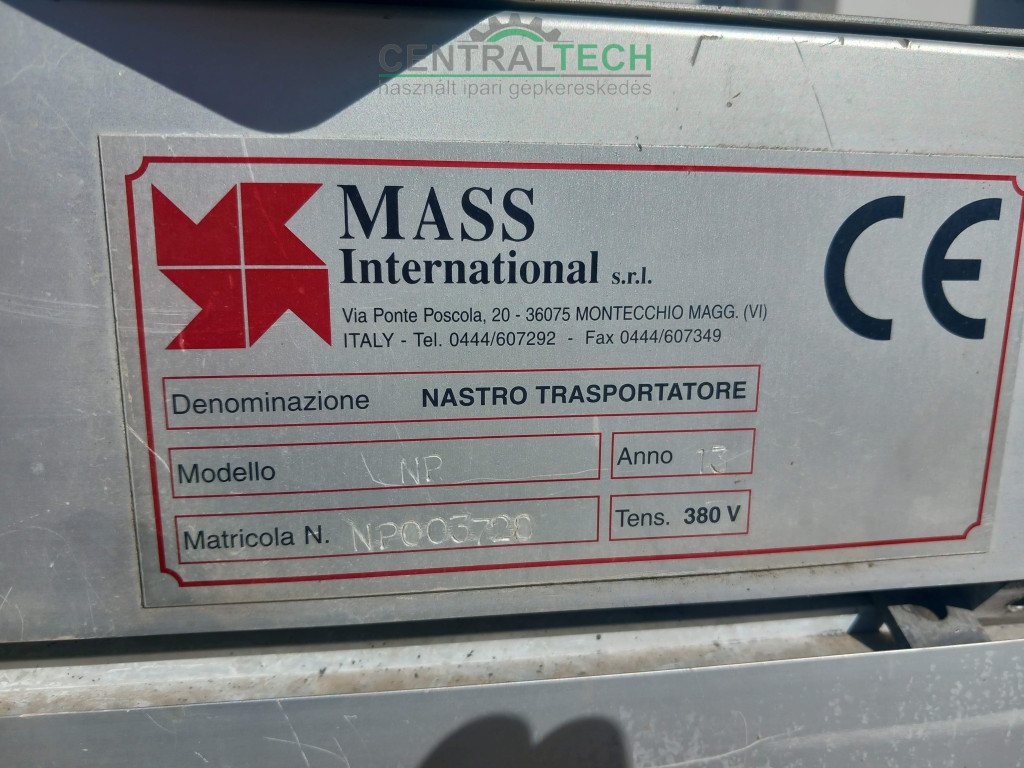 CENTRALTECH
használt ipari gépkereskedés
MASS
International s.r.l.
Via Ponte Poscola, 20 - 36075 MONTECCHIO MAGG. (VI)
ITALY - Tel. 0444/607292 - Fax 0444/607349
CE
Denominazione NASTRO TRASPORTATORE
Modello NP
Anno 13
Matricola N. NP003720
Tens. 380 V